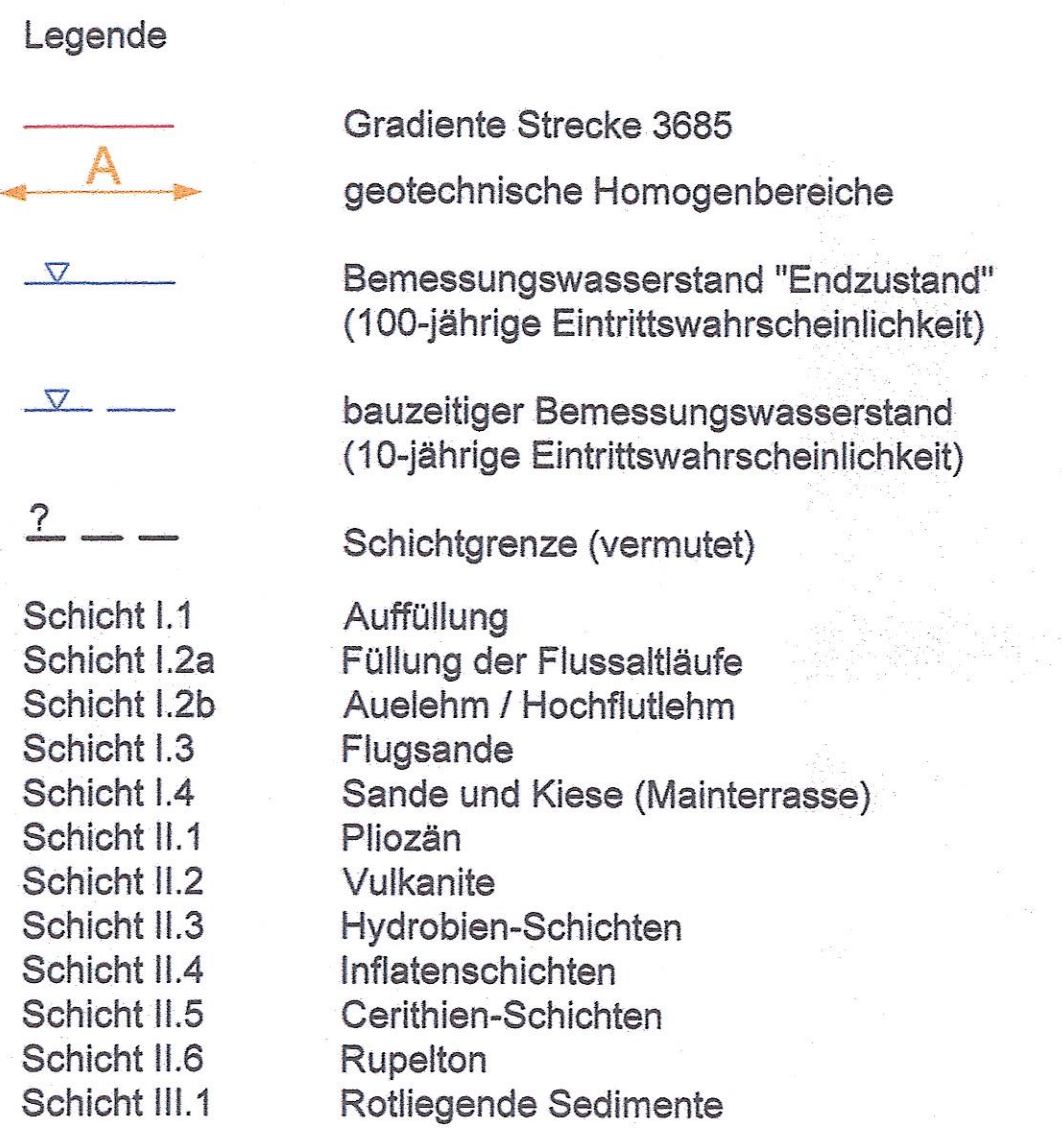 Legende
Gradiente Strecke 3685
A
geotechnische Homogenbereiche
Bemessungswasserstand "Endzustand"
(100-jährige Eintrittswahrscheinlichkeit)
bauzeitiger Bemessungswasserstand
(10-jährige Eintrittswahrscheinlichkeit)
?
Schichtgrenze (vermutet)
Schicht I.1 Auffüllung
Schicht I.2a Füllung der Flussaltläufe
Schicht I.2b Auelehm / Hochflutlehm
Schicht I.3 Flugsande
Schicht I.4 Sande und Kiese (Mainterrasse)
Schicht II.1 Pliozän
Schicht II.2 Vulkanite
Schicht II.3 Hydrobien-Schichten
Schicht II.4 Inflatenschichten
Schicht II.5 Cerithien-Schichten
Schicht II.6 Rupelton
Schicht III.1 Rotliegende Sedimente